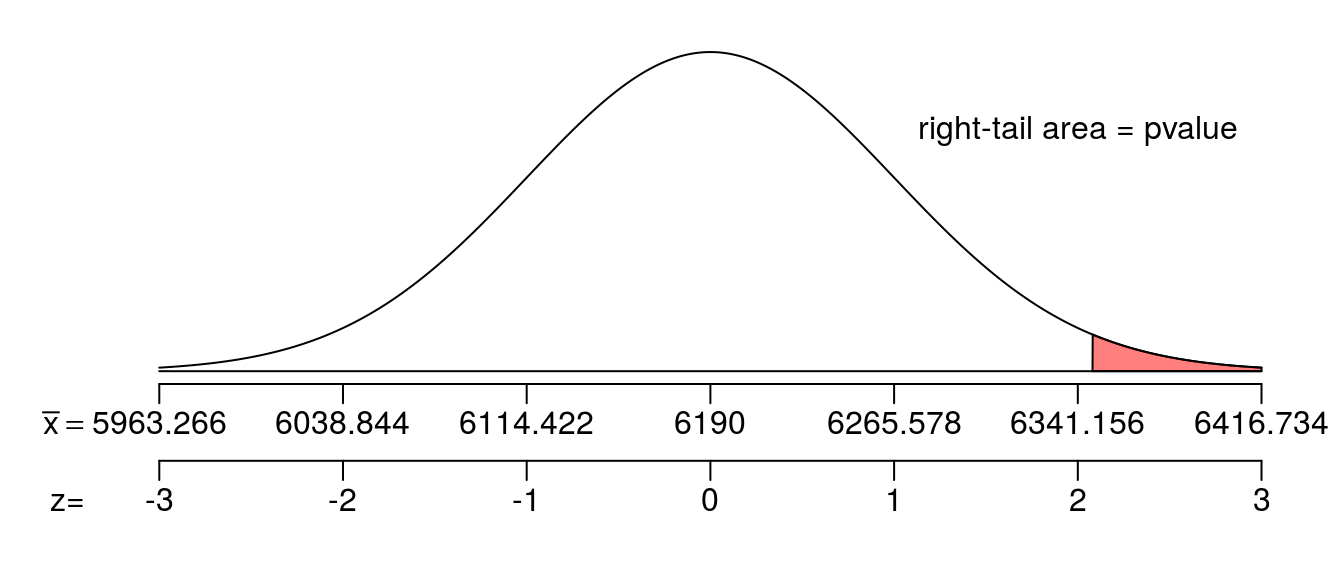 right-tail area = pvalue
x̅ = 5963.266 6038.844 6114.422 6190 6265.578 6341.156 6416.734
z= -3 -2 -1 0 1 2 3